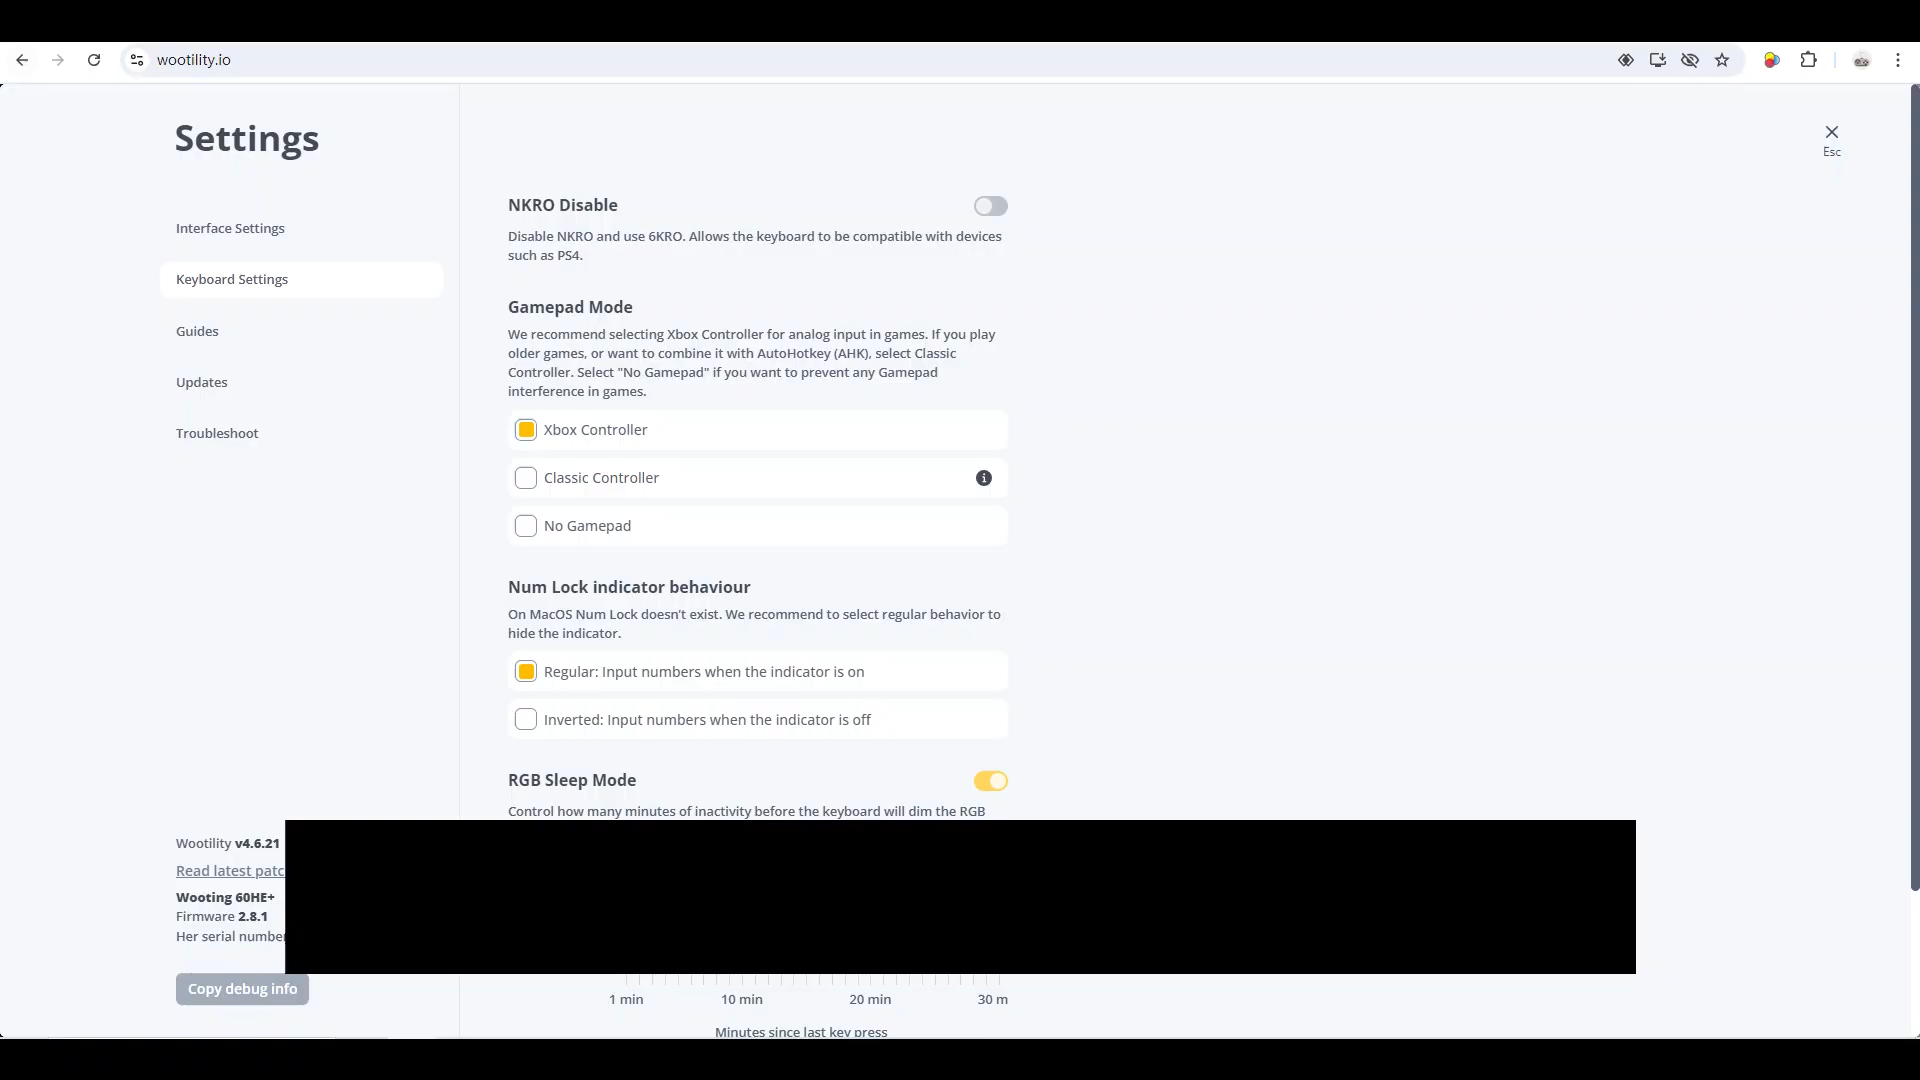 wootility.io
Settings
Esc
Interface Settings
Keyboard Settings
Guides
Updates
Troubleshoot
NKRO Disable
Disable NKRO and use 6KRO. Allows the keyboard to be compatible with devices
such as PS4.
Gamepad Mode
We recommend selecting Xbox Controller for analog input in games. If you play
older games, or want to combine it with AutoHotkey (AHK), select Classic
Controller. Select "No Gamepad" if you want to prevent any Gamepad
interference in games.
Xbox Controller
Classic Controller
No Gamepad
Num Lock indicator behaviour
On MacOS Num Lock doesn't exist. We recommend to select regular behavior to
hide the indicator.
Regular: Input numbers when the indicator is on
Inverted: Input numbers when the indicator is off
RGB Sleep Mode
Control how many minutes of inactivity before the keyboard will dim the RGB
1 min 10 min 20 min 30 m
Minutes since last key press
Wootility v4.6.21
Read latest patc
Wooting 60HE+
Firmware 2.8.1
Her serial number
Copy debug info